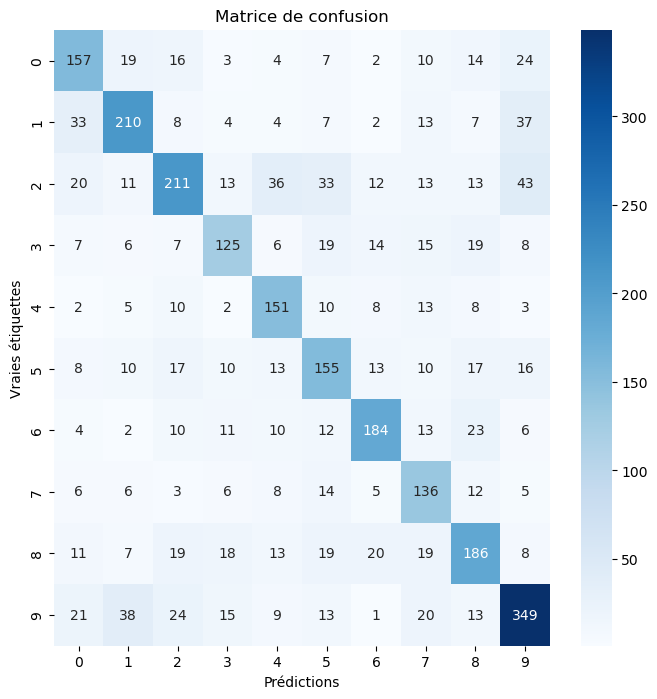 Matrice de confusion
0 157 19 16 3 4 7 2 10 14 24
1 33 210 8 4 4 7 2 13 7 37
2 20 11 211 13 36 33 12 13 13 43
3 7 6 7 125 6 19 14 15 19 8
4 2 5 10 2 151 10 8 13 8 3
5 8 10 17 10 13 155 13 10 17 16
6 4 2 10 11 10 12 184 13 23 6
7 6 6 3 6 8 14 5 136 12 5
8 11 7 19 18 13 19 20 19 186 8
9 21 38 24 15 9 13 1 20 13 349
0 1 2 3 4 5 6 7 8 9
Prédictions
Vraies étiquettes
300
250
200
150
100
50